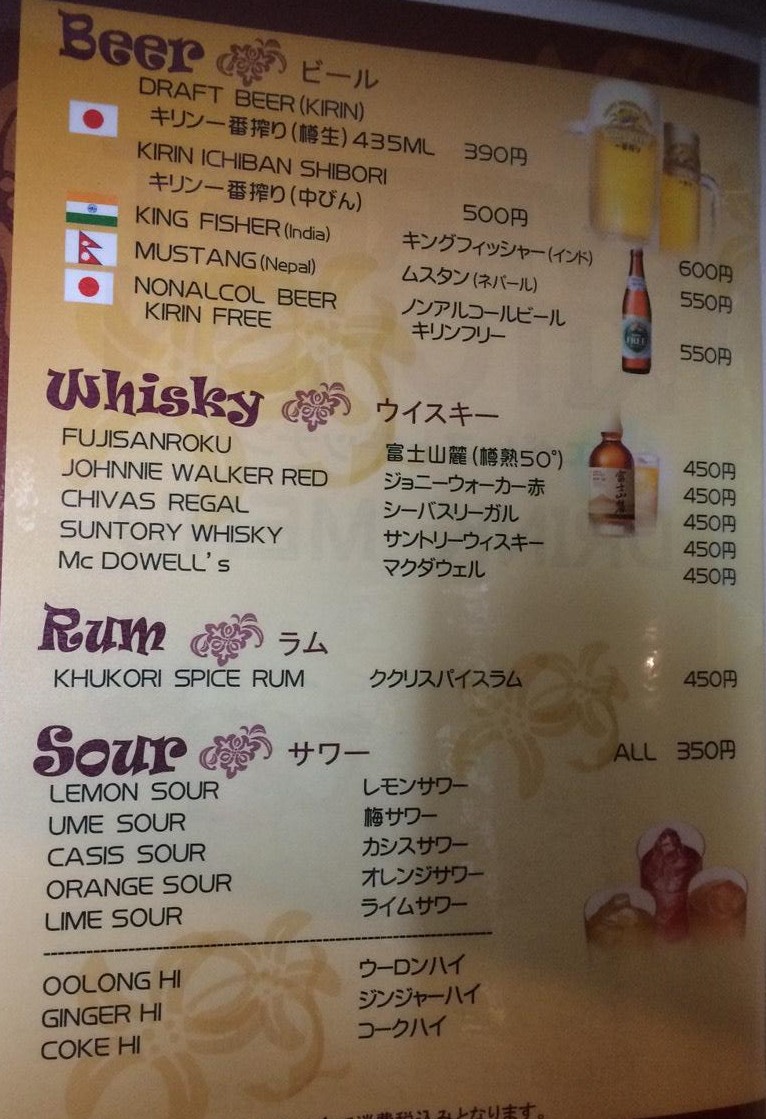 Beer ビール
DRAFT BEER (KIRIN)
キリン一番搾り(樽生) 435ML 390円
KIRIN ICHIBAN SHIBORI
キリン一番搾り(中びん) 500円
KING FISHER (India) キングフィッシャー (インド) 600円
MUSTANG (Nepal) ムスタン (ネパール) 550円
NONALCOL BEER ノンアルコールビール
KIRIN FREE キリンフリー 550円
Whisky ウイスキー
FUJISANROKU 富士山麓 (樽熟50°) 450円
JOHNNIE WALKER RED ジョニーウォーカー赤 450円
CHIVAS REGAL シーバスリーガル 450円
SUNTORY WHISKY サントリーウィスキー 450円
Mc DOWELL's マクダウェル 450円
Rum ラム
KHUKORI SPICE RUM ククリスパイスラム 450円
Sour サワー ALL 350円
LEMON SOUR レモンサワー
UME SOUR 梅サワー
CASIS SOUR カシスサワー
ORANGE SOUR オレンジサワー
LIME SOUR ライムサワー
OOLONG HI ウーロンハイ
GINGER HI ジンジャーハイ
COKE HI コークハイ
消費税込みとなります。